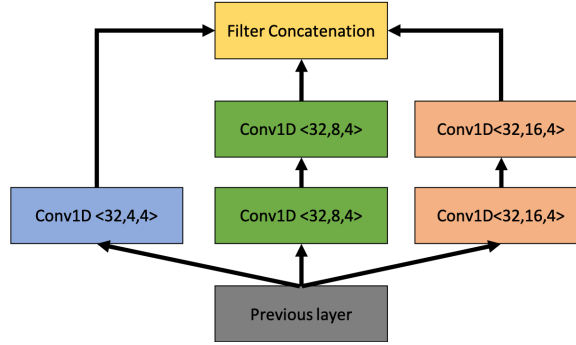 Filter Concatenation
Conv1D <32,8,4>
Conv1D<32,16,4>
Conv1D <32,4,4>
Conv1D <32,8,4>
Conv1D<32,16,4>
Previous layer